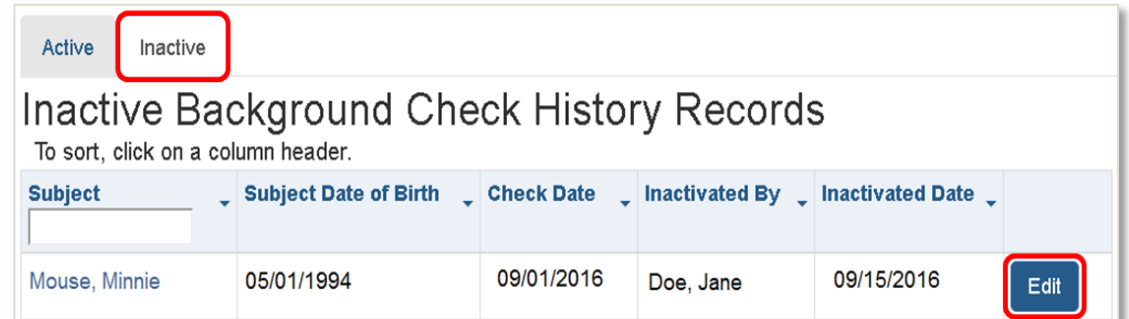 Active Inactive
Inactive Background Check History Records
To sort, click on a column header.
Subject Subject Date of Birth Check Date Inactivated By Inactivated Date
Mouse, Minnie 05/01/1994 09/01/2016 Doe, Jane 09/15/2016 Edit